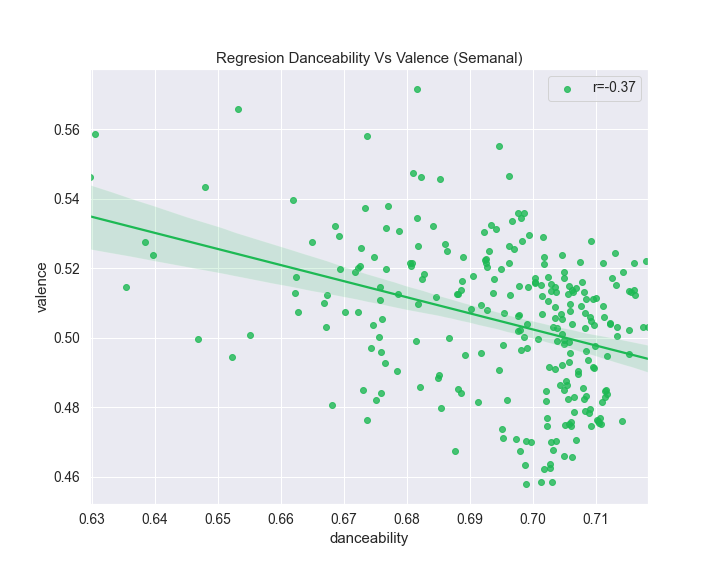 Regresion Danceability Vs Valence (Semanal)
r=-0.37
valence
0.56
0.54
0.52
0.50
0.48
0.46
0.63 0.64 0.65 0.66 0.67 0.68 0.69 0.70 0.71
danceability